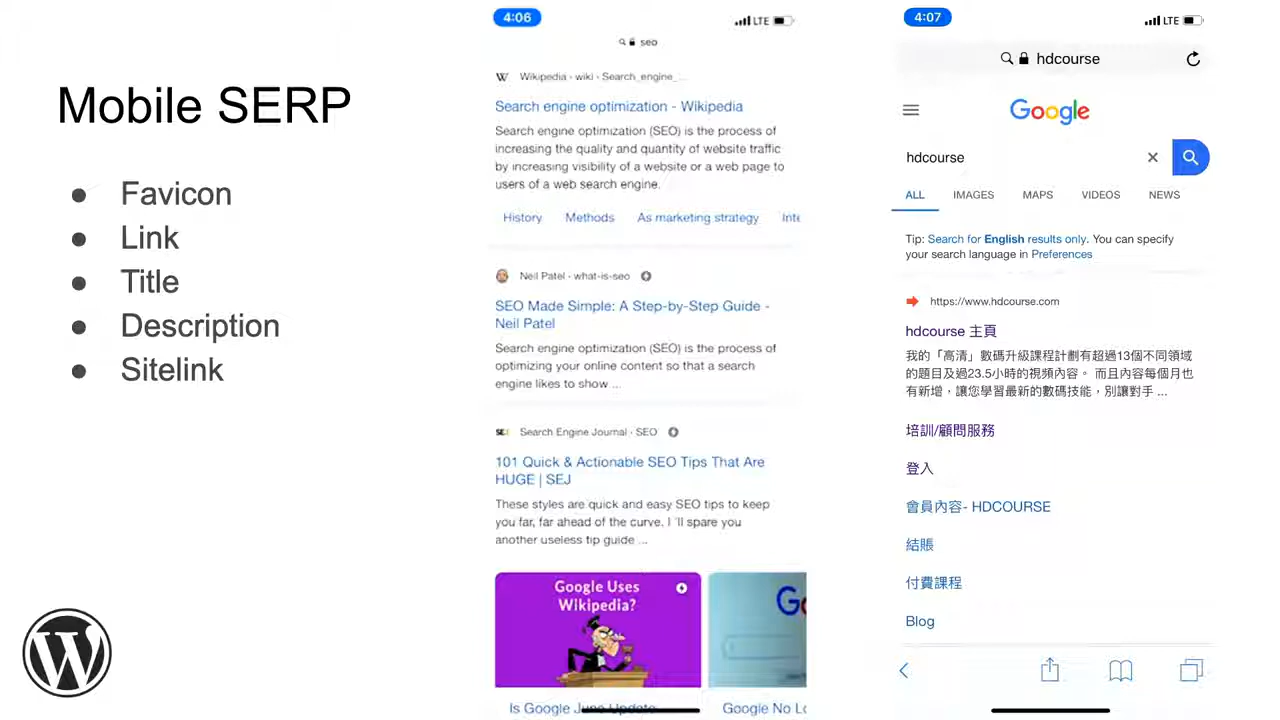 Mobile SERP
● Favicon
● Link
● Title
● Description
● Sitelink
4:06
LTE
seo
Wikipedia › wiki › Search_engine_...
Search engine optimization - Wikipedia
Search engine optimization (SEO) is the process of
increasing the quality and quantity of website traffic
by increasing visibility of a website or a web page to
users of a web search engine.
History Methods As marketing strategy Inte
Neil Patel › what-is-seo
SEO Made Simple: A Step-by-Step Guide -
Neil Patel
Search engine optimization (SEO) is the process of
optimizing your online content so that a search
engine likes to show ...
SEJ Search Engine Journal › SEO
101 Quick & Actionable SEO Tips That Are
HUGE | SEJ
These styles are quick and easy SEO tips to keep
you far, far ahead of the curve. I 'll spare you
another useless tip guide ...
Google Uses
Wikipedia?
Go
Is Google June Update
Google No Lo
4:07
LTE
hdcourse
Google
hdcourse
ALL IMAGES MAPS VIDEOS NEWS
Tip: Search for English results only. You can specify
your search language in Preferences
https://www.hdcourse.com
hdcourse 主頁
我的「高清」數碼升級課程計劃有超過13個不同領域
的題目及過23.5小時的視頻內容。 而且內容每個月也
有新增，讓您學習最新的數碼技能，別讓對手 ...
培訓/顧問服務
登入
會員內容- HDCOURSE
結賬
付費課程
Blog